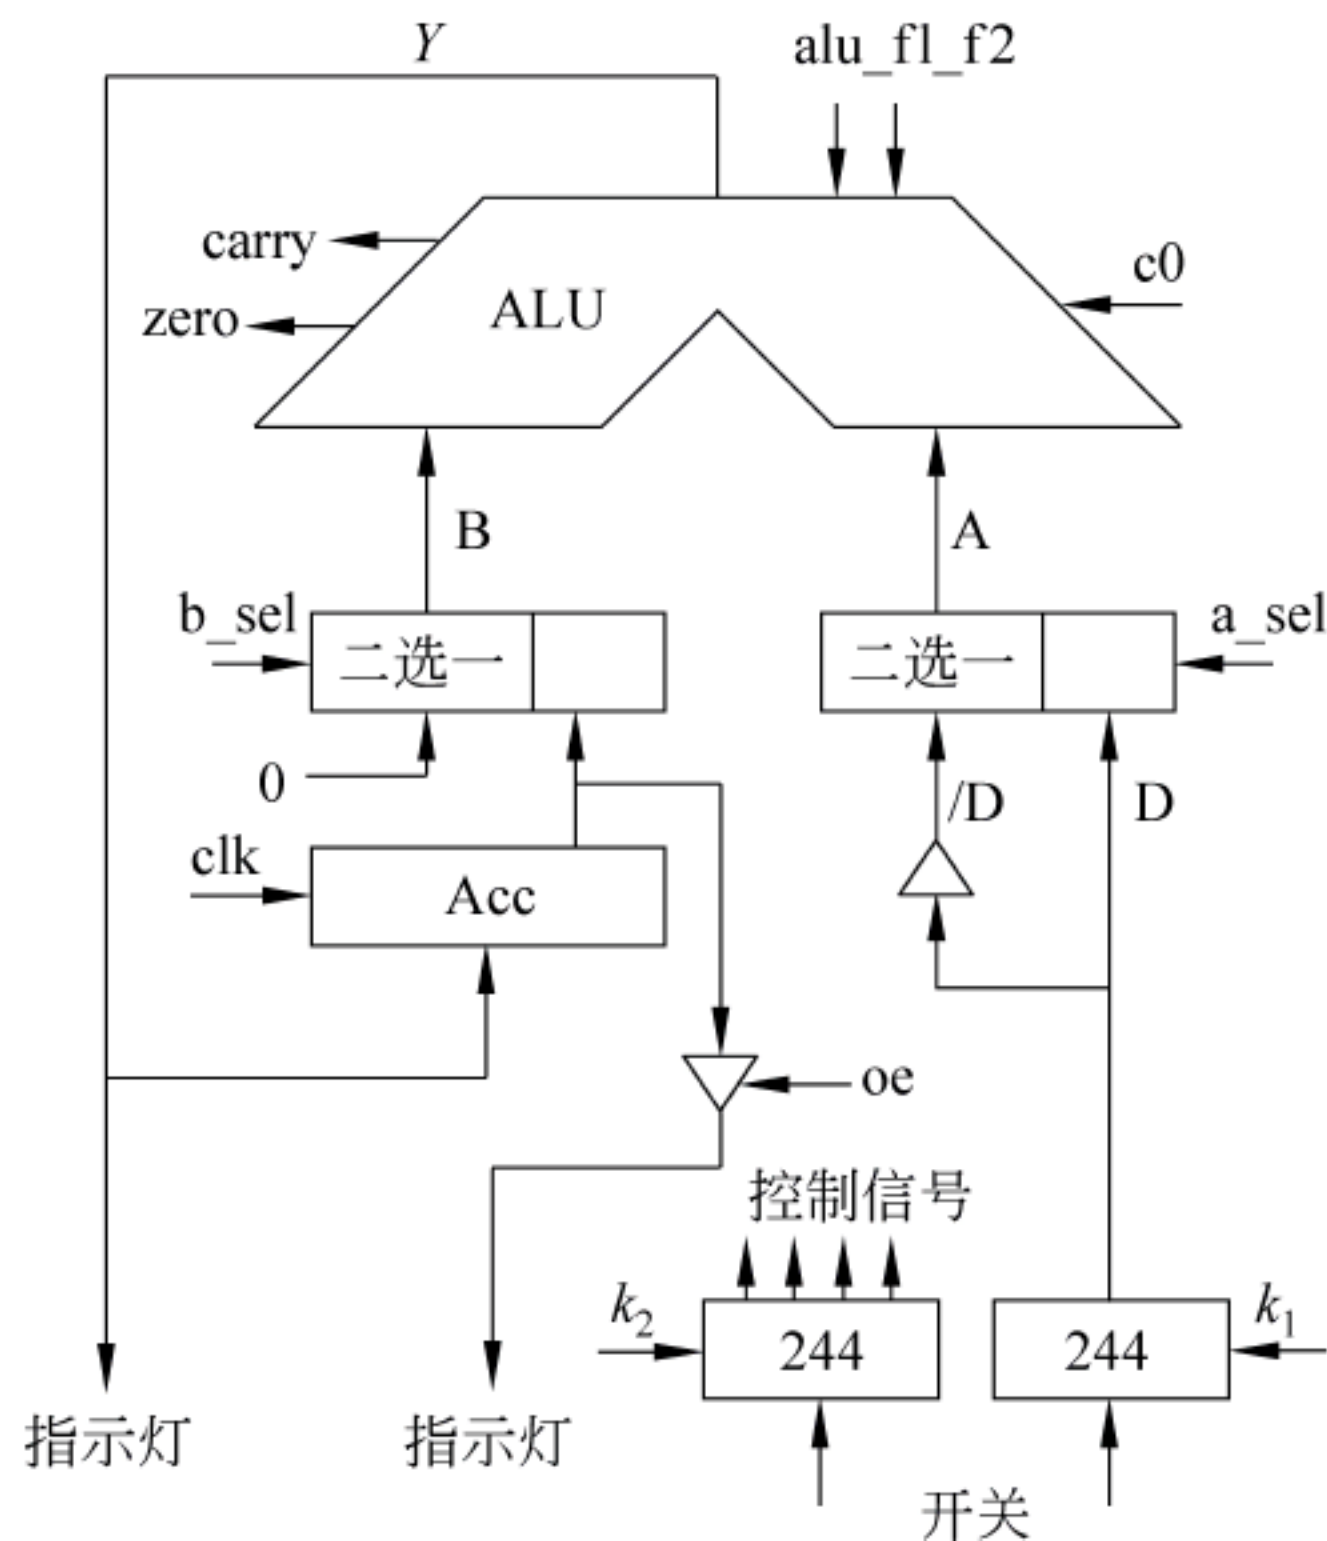 Y
alu_f1_f2
carry
c0
zero
ALU
B
A
b_sel
a_sel
二选一
二选一
0
/D
D
clk
Acc
oe
控制信号
k2
244
244
k1
指示灯
指示灯
开关